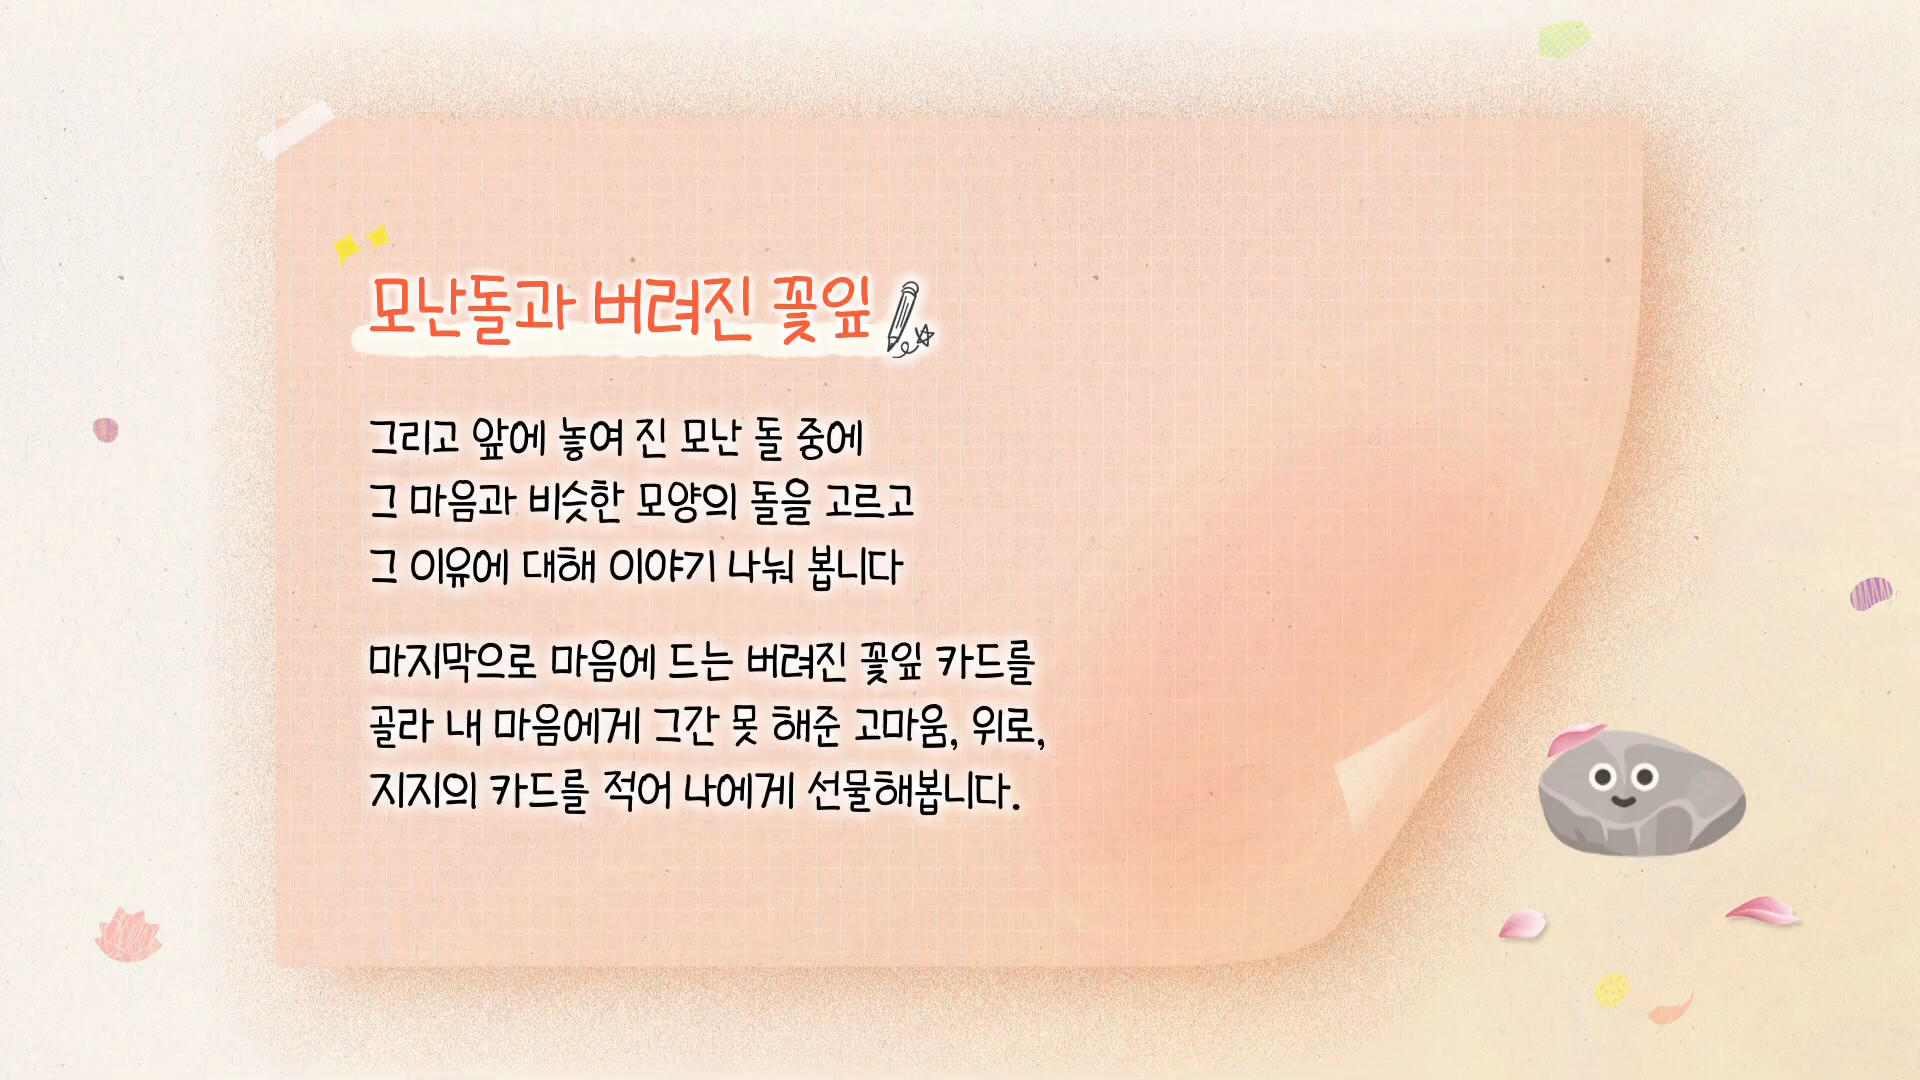 모난돌과 버려진 꽃잎
그리고 앞에 놓여 진 모난 돌 중에
그 마음과 비슷한 모양의 돌을 고르고
그 이유에 대해 이야기 나눠 봅니다
마지막으로 마음에 드는 버려진 꽃잎 카드를
골라 내 마음에게 그간 못 해준 고마움, 위로,
지지의 카드를 적어 나에게 선물해봅니다.